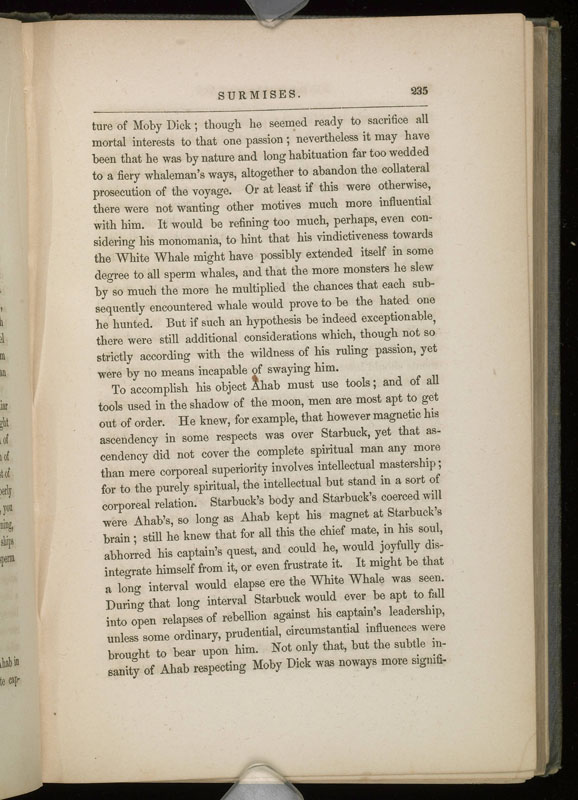 SURMISES. 235
ture of Moby Dick; though he seemed ready to sacrifice all
mortal interests to that one passion; nevertheless it may have
been that he was by nature and long habituation far too wedded
to a fiery whaleman's ways, altogether to abandon the collateral
prosecution of the voyage. Or at least if this were otherwise,
there were not wanting other motives much more influential
with him. It would be refining too much, perhaps, even con-
sidering his monomania, to hint that his vindictiveness towards
the White Whale might have possibly extended itself in some
degree to all sperm whales, and that the more monsters he slew
by so much the more he multiplied the chances that each sub-
sequently encountered whale would prove to be the hated one
he hunted. But if such an hypothesis be indeed exceptionable,
there were still additional considerations which, though not so
strictly according with the wildness of his ruling passion, yet
were by no means incapable of swaying him.
To accomplish his object Ahab must use tools; and of all
tools used in the shadow of the moon, men are most apt to get
out of order. He knew, for example, that however magnetic his
ascendency in some respects was over Starbuck, yet that as-
cendency did not cover the complete spiritual man any more
than mere corporeal superiority involves intellectual mastership;
for to the purely spiritual, the intellectual but stand in a sort of
corporeal relation. Starbuck's body and Starbuck's coerced will
were Ahab's, so long as Ahab kept his magnet at Starbuck's
brain; still he knew that for all this the chief mate, in his soul,
abhorred his captain's quest, and could he, would joyfully dis-
integrate himself from it, or even frustrate it. It might be that
a long interval would elapse ere the White Whale was seen.
During that long interval Starbuck would ever be apt to fall
into open relapses of rebellion against his captain's leadership,
unless some ordinary, prudential, circumstantial influences were
brought to bear upon him. Not only that, but the subtle in-
sanity of Ahab respecting Moby Dick was noways more signifi-